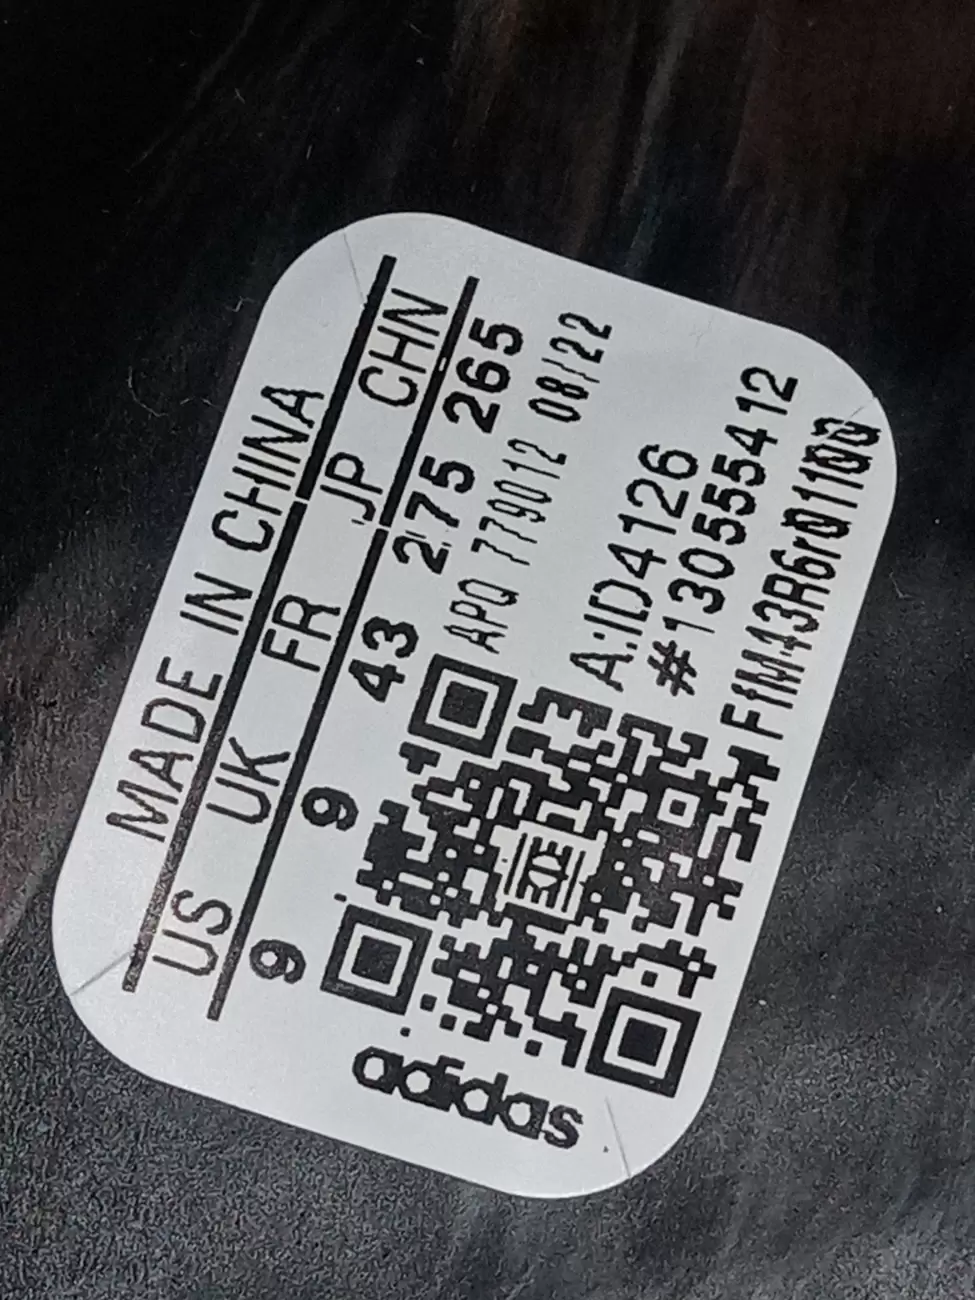 MADE IN CHINA
US UK FR JP CHN
9 9 43 275 265
APQ 779012 08/22
A:ID4126
#1305555412
adidas